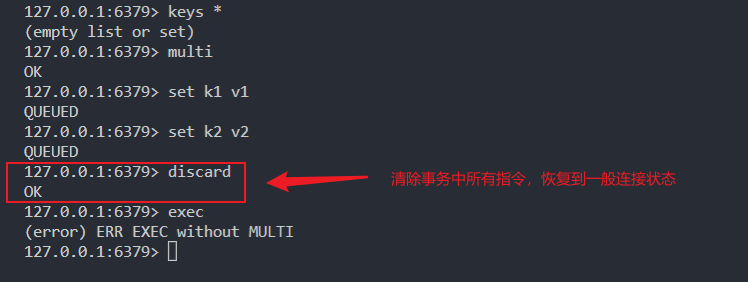 127.0.0.1:6379> keys *
(empty list or set)
127.0.0.1:6379> multi
OK
127.0.0.1:6379> set k1 v1
QUEUED
127.0.0.1:6379> set k2 v2
QUEUED
127.0.0.1:6379> discard
清除事务中所有指令，恢复到一般连接状态
OK
127.0.0.1:6379> exec
(error) ERR EXEC without MULTI
127.0.0.1:6379>